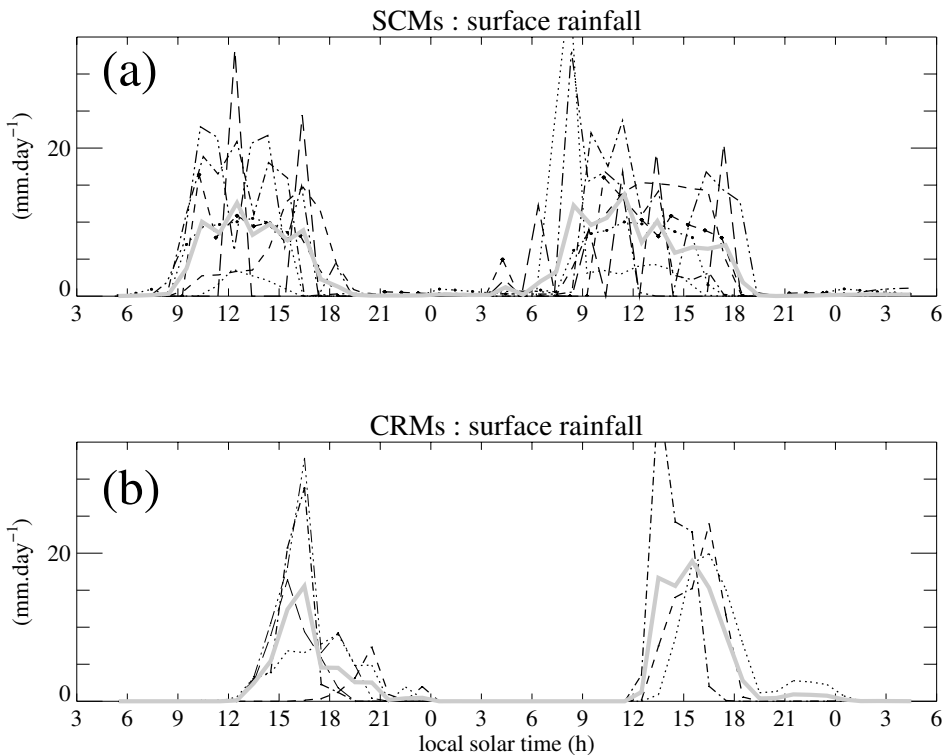 SCMs : surface rainfall
(a)
20
0
(mm.day⁻¹)
3 6 9 12 15 18 21 0 3 6 9 12 15 18 21 0 3 6
CRMs : surface rainfall
(b)
20
0
(mm.day⁻¹)
3 6 9 12 15 18 21 0 3 6 9 12 15 18 21 0 3 6
local solar time (h)